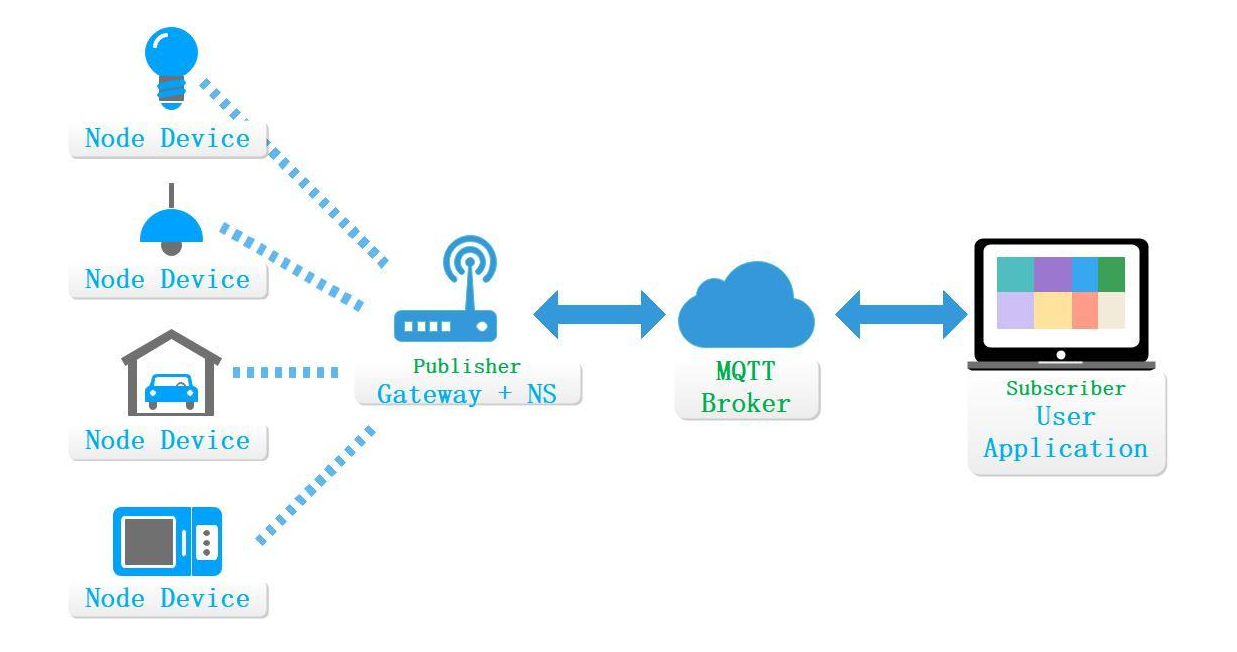 Node Device
Node Device
Node Device
Node Device
Publisher
Gateway + NS
MQTT
Broker
Subscriber
User
Application